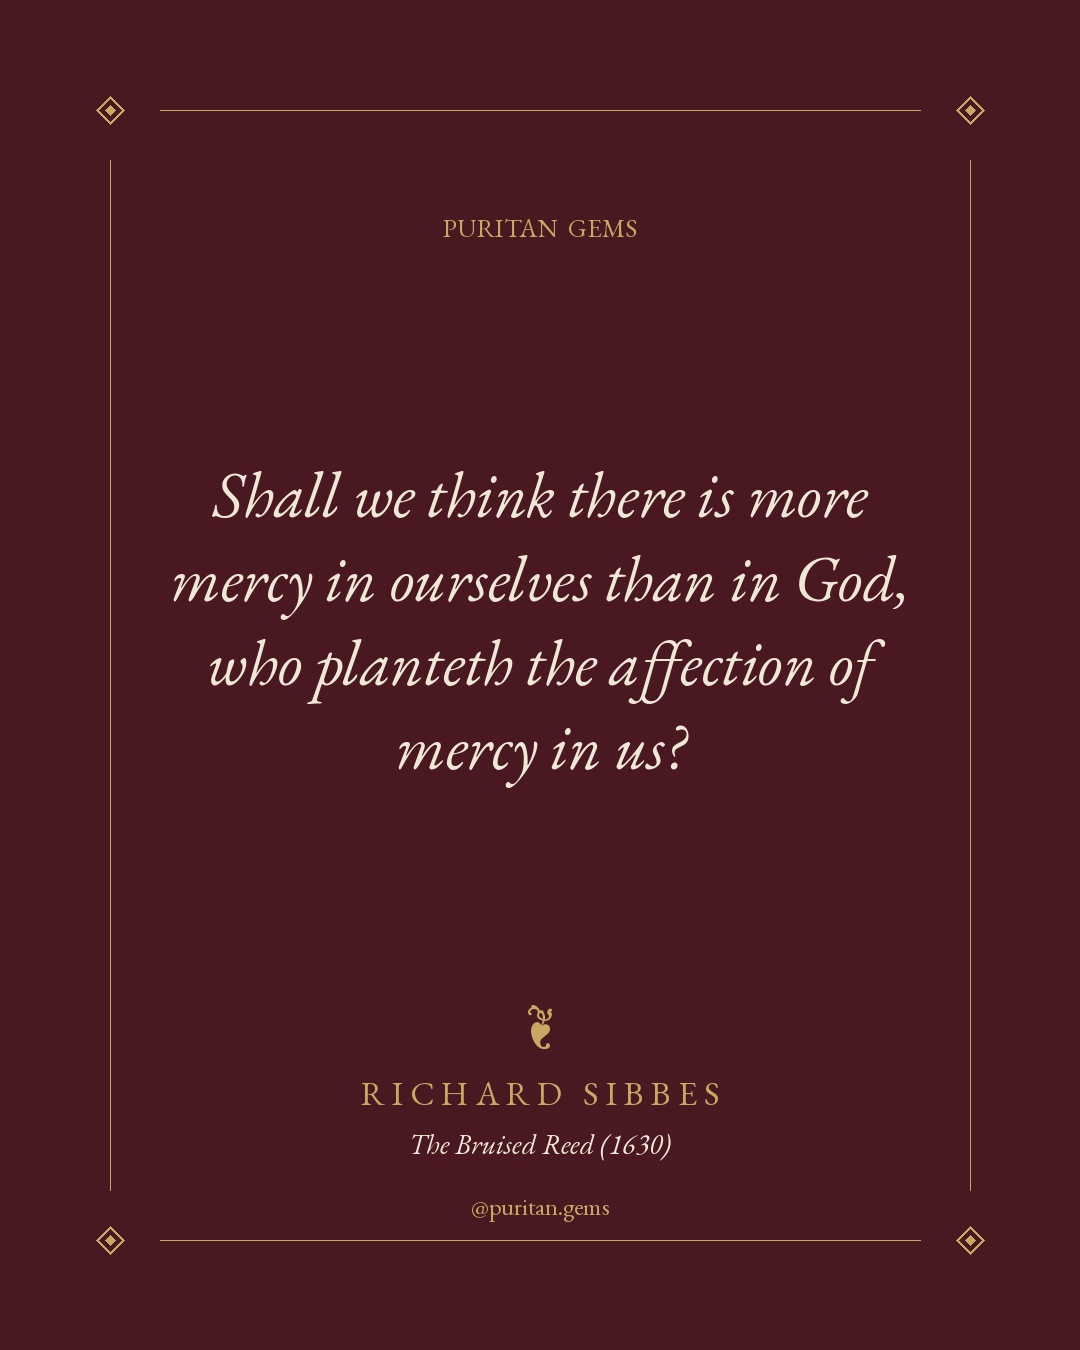 PURITAN GEMS
Shall we think there is more
mercy in ourselves than in God,
who planteth the affection of
mercy in us?
RICHARD SIBBES
The Bruised Reed (1630)
@puritan.gems